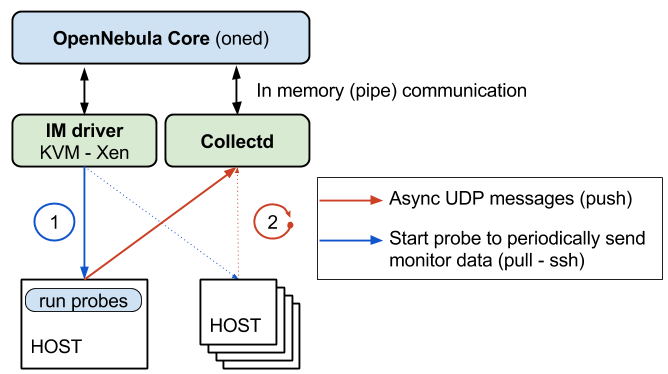 OpenNebula Core (oned)
In memory (pipe) communication
IM driver
KVM - Xen
Collectd
1
2
Async UDP messages (push)
Start probe to periodically send
monitor data (pull - ssh)
run probes
HOST
HOST